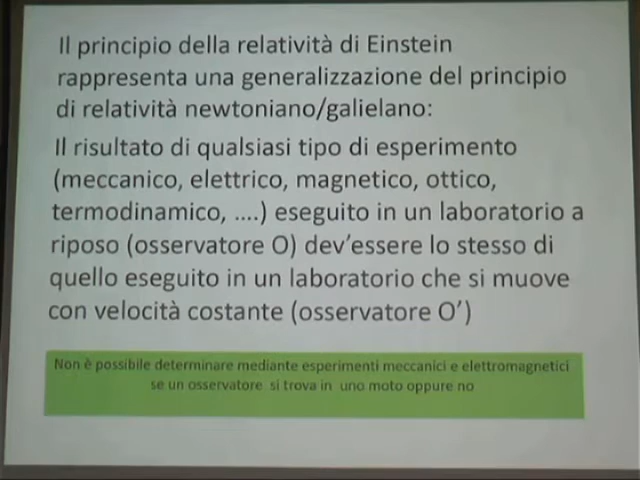 Il principio della relatività di Einstein
rappresenta una generalizzazione del principio
di relatività newtoniano/galielano:
Il risultato di qualsiasi tipo di esperimento
(meccanico, elettrico, magnetico, ottico,
termodinamico, ....) eseguito in un laboratorio a
riposo (osservatore O) dev'essere lo stesso di
quello eseguito in un laboratorio che si muove
con velocità costante (osservatore O')
Non è possibile determinare mediante esperimenti meccanici e elettromagnetici
se un osservatore si trova in uno moto oppure no